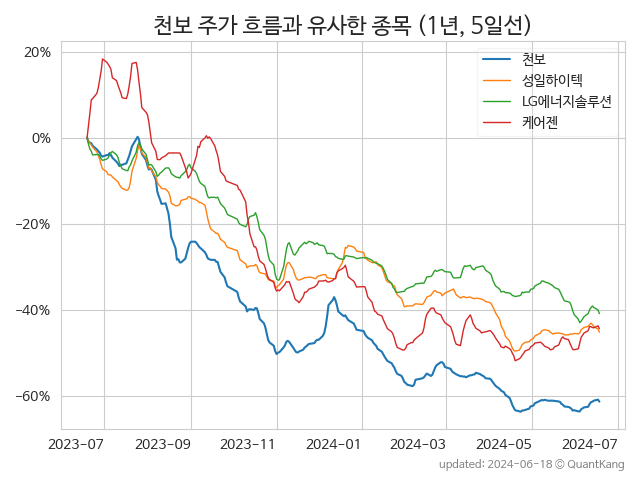 천보 주가 흐름과 유사한 종목 (1년, 5일선)
천보
성일하이텍
LG에너지솔루션
케어젠
20%
0%
−20%
−40%
−60%
2023-07
2023-09
2023-11
2024-01
2024-03
2024-05
2024-07
updated: 2024-06-18 © QuantKang